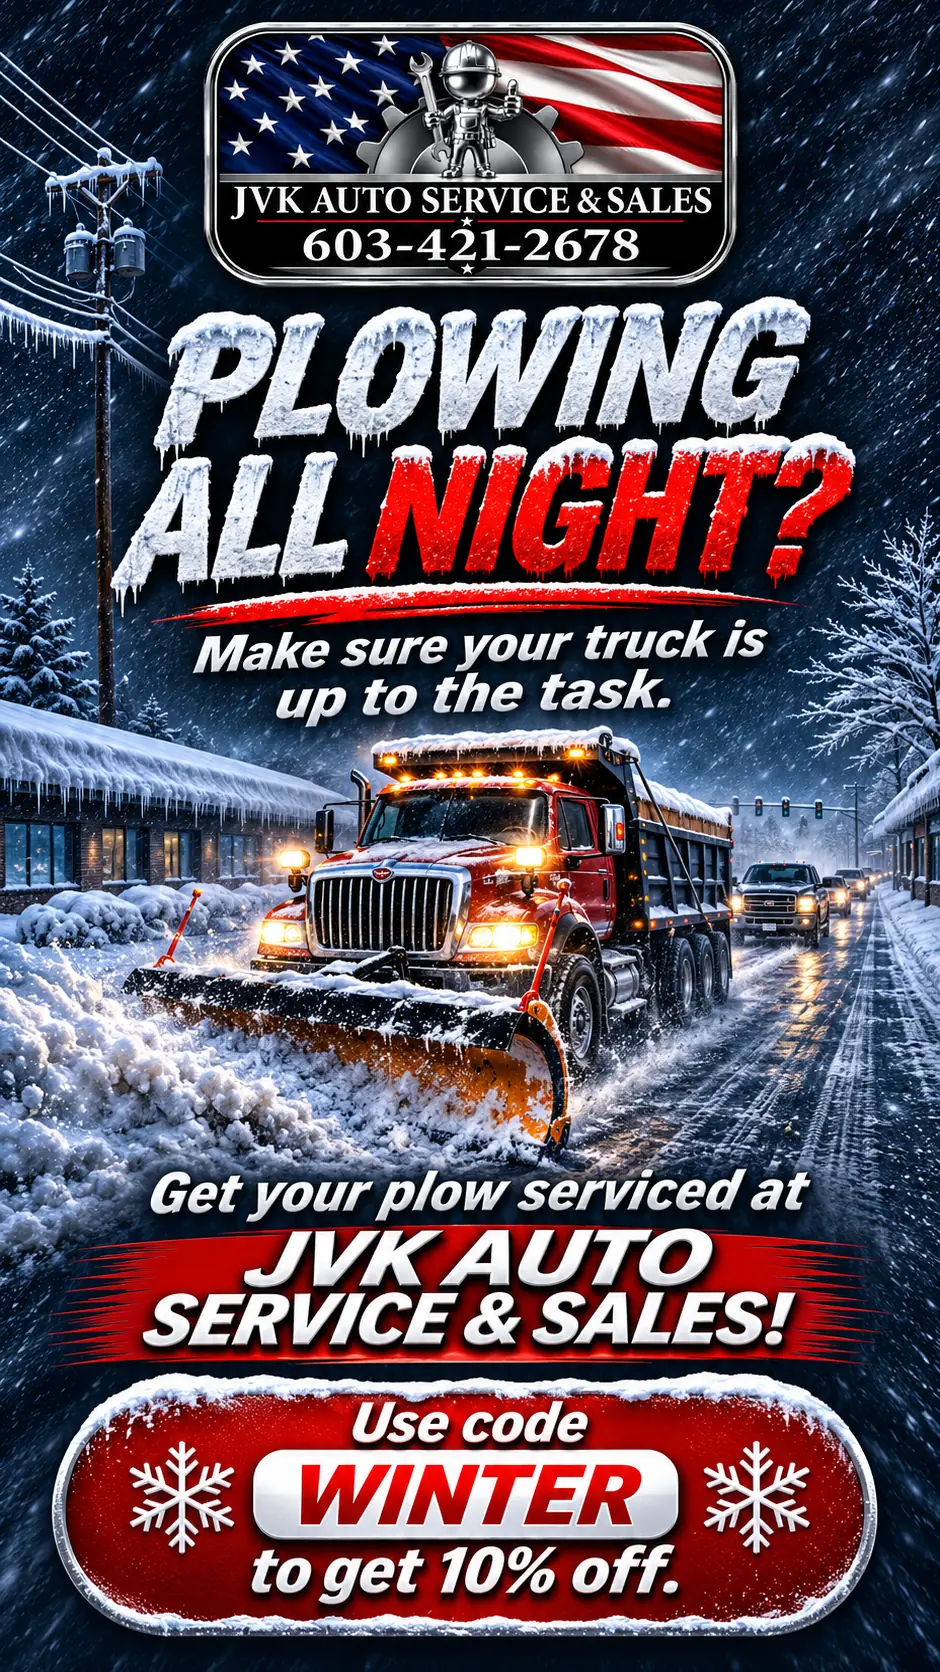 JVK AUTO SERVICE & SALES
603-421-2678
PLOWING
ALL NIGHT?
Make sure your truck is
up to the task.
Get your plow serviced at
JVK AUTO
SERVICE & SALES!
Use code
WINTER
to get 10% off.